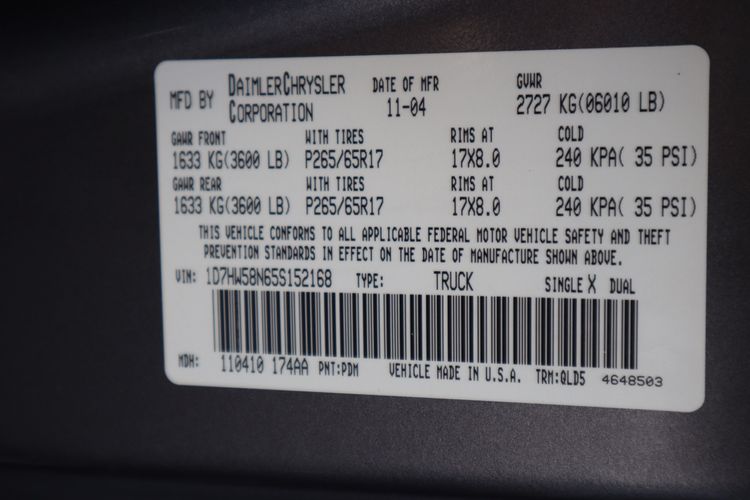 MFD BY DAIMLERCHRYSLER CORPORATION DATE OF MFR 11-04 GVWR 2727 KG(06010 LB)
GAWR FRONT WITH TIRES RIMS AT COLD
1633 KG(3600 LB) P265/65R17 17X8.0 240 KPA( 35 PSI)
GAWR REAR WITH TIRES RIMS AT COLD
1633 KG(3600 LB) P265/65R17 17X8.0 240 KPA( 35 PSI)
THIS VEHICLE CONFORMS TO ALL APPLICABLE FEDERAL MOTOR VEHICLE SAFETY AND THEFT
PREVENTION STANDARDS IN EFFECT ON THE DATE OF MANUFACTURE SHOWN ABOVE.
VIN: 1D7HW58N65S152168 TYPE: TRUCK SINGLE X DUAL
MDH: 110410 174AA PNT:PDM VEHICLE MADE IN U.S.A. TRM:QLD5 4648503